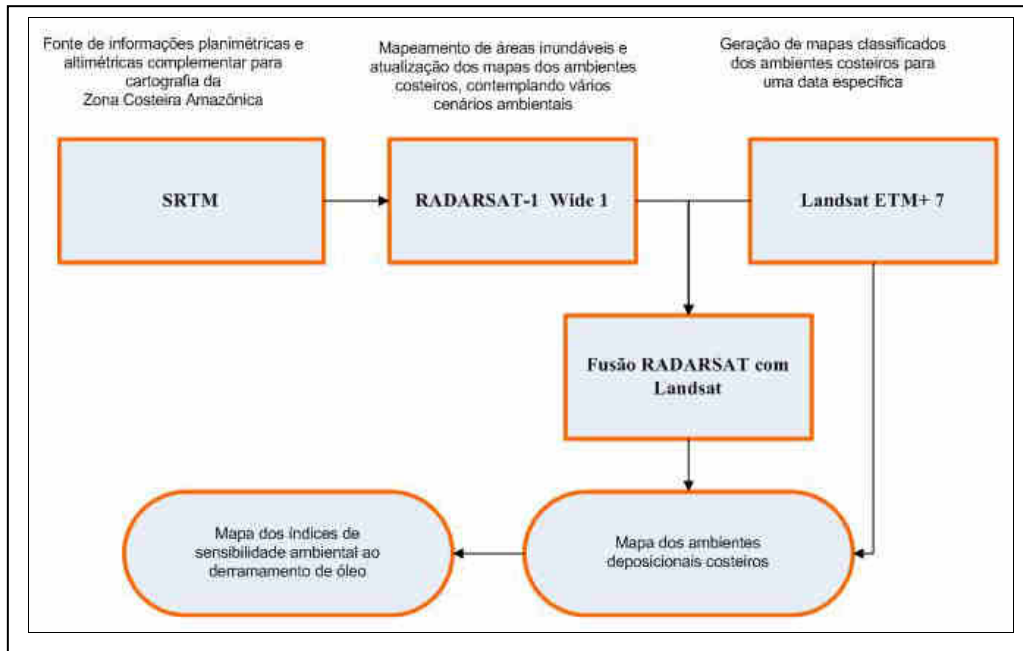 Fonte de informações planimétricas e
altimétricas complementar para
cartografia da
Zona Costeira Amazônica
Mapeamento de áreas inundáveis e
atualização dos mapas dos ambientes
costeiros, contemplando vários
cenários ambientais
Geração de mapas classificados
dos ambientes costeiros para
uma data específica
SRTM
RADARSAT-1 Wide 1
Landsat ETM+ 7
Fusão RADARSAT com
Landsat
Mapa dos índices de
sensibilidade ambiental ao
derramamento de óleo
Mapa dos ambientes
deposicionais costeiros